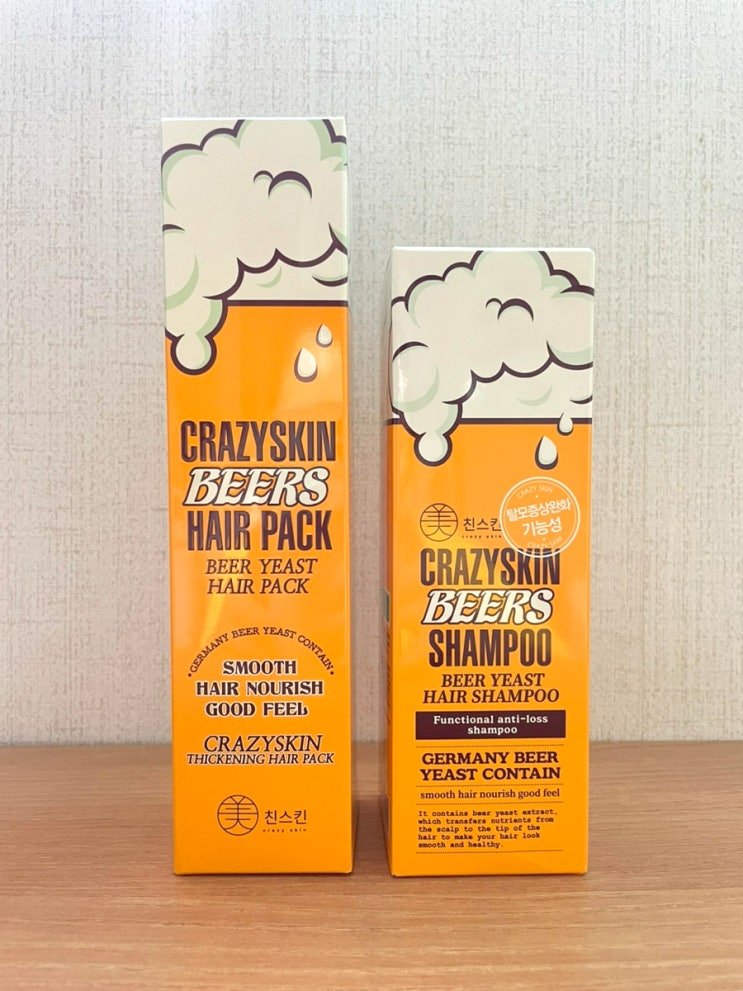 CRAZYSKIN
BEERS
HAIR PACK
BEER YEAST
HAIR PACK
GERMANY BEER YEAST CONTAIN
SMOOTH
HAIR NOURISH
GOOD FEEL
CRAZYSKIN
THICKENING HAIR PACK
美 친스킨
crazy skin
CRAZY SKIN
탈모증상완화
기능성
CRAZY SKIN
美 친스킨
crazy skin
CRAZYSKIN
BEERS
SHAMPOO
BEER YEAST
HAIR SHAMPOO
Functional anti-loss
shampoo
GERMANY BEER
YEAST CONTAIN
smooth hair nourish good feel
It contains beer yeast extract,
which transfers nutrients from
the scalp to the tip of the
hair to make your hair look
smooth and healthy.